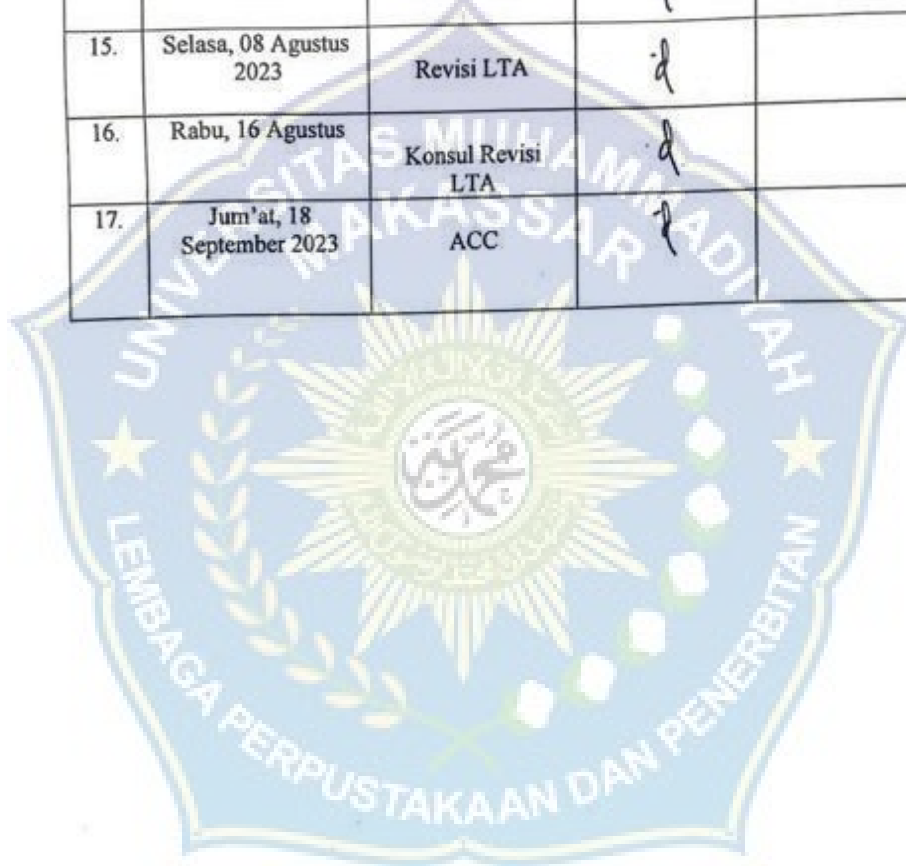 15.
Selasa, 08 Agustus
2023
Revisi LTA
16.
Rabu, 16 Agustus
Konsul Revisi
LTA
17.
Jum'at, 18
September 2023
ACC
UNIVERSITAS MUHAMMADIYAH
MAKASSAR
LEMBAGA PERPUSTAKAAN DAN PENERBITAN